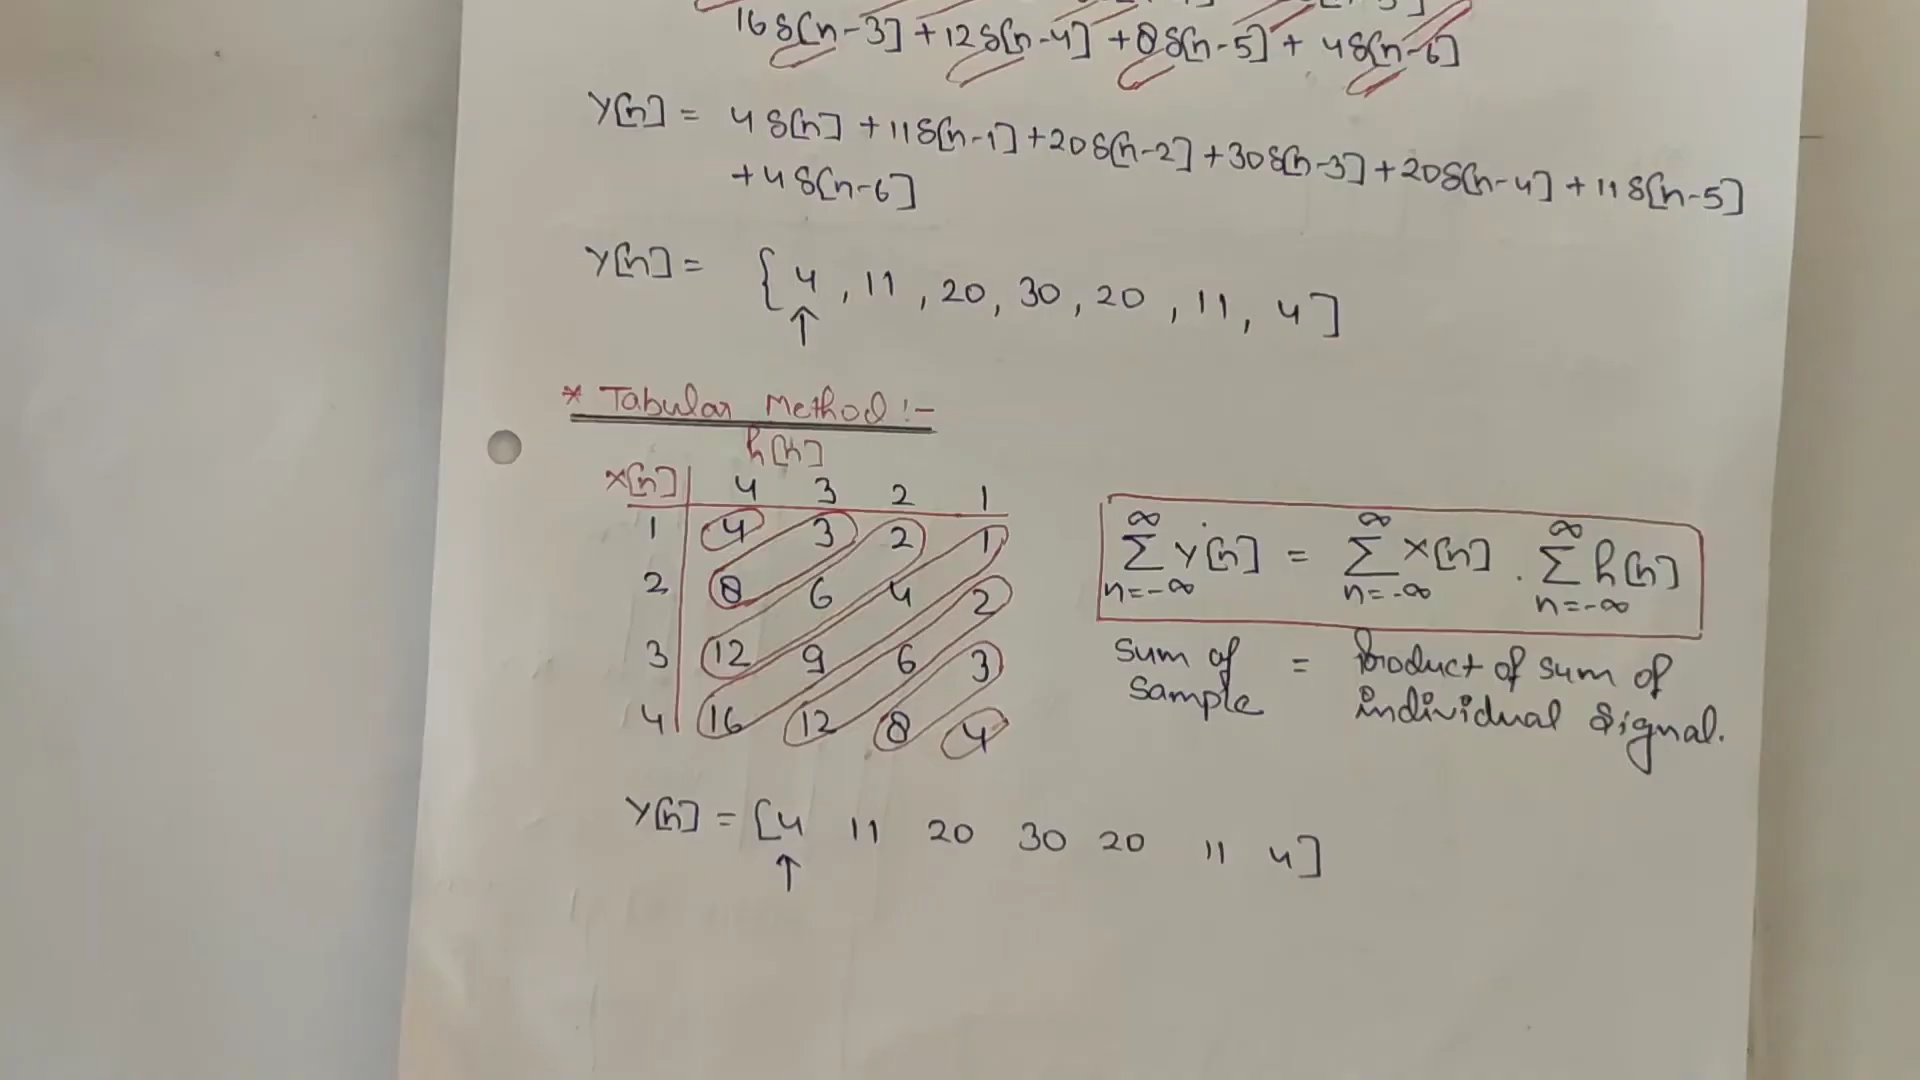 16δ[n-3] + 12δ[n-4] + 8δ[n-5] + 4δ[n-6]
Y[n] = 4δ[n] + 11δ[n-1] + 20δ[n-2] + 30δ[n-3] + 20δ[n-4] + 11δ[n-5]
+ 4δ[n-6]
Y[n] = { 4, 11, 20, 30, 20, 11, 4 ]
↑
* Tabular Method :-
h[n]
x[n] 4 3 2 1
1 4 3 2 1
2 8 6 4 2
3 12 9 6 3
4 16 12 8 4
∞ ∞ ∞
Σ Y[n] = Σ x[n] . Σ h[n]
n=-∞ n=-∞ n=-∞
Sum of = Product of sum of
Sample individual signal.
Y[n] = [4 11 20 30 20 11 4]
↑